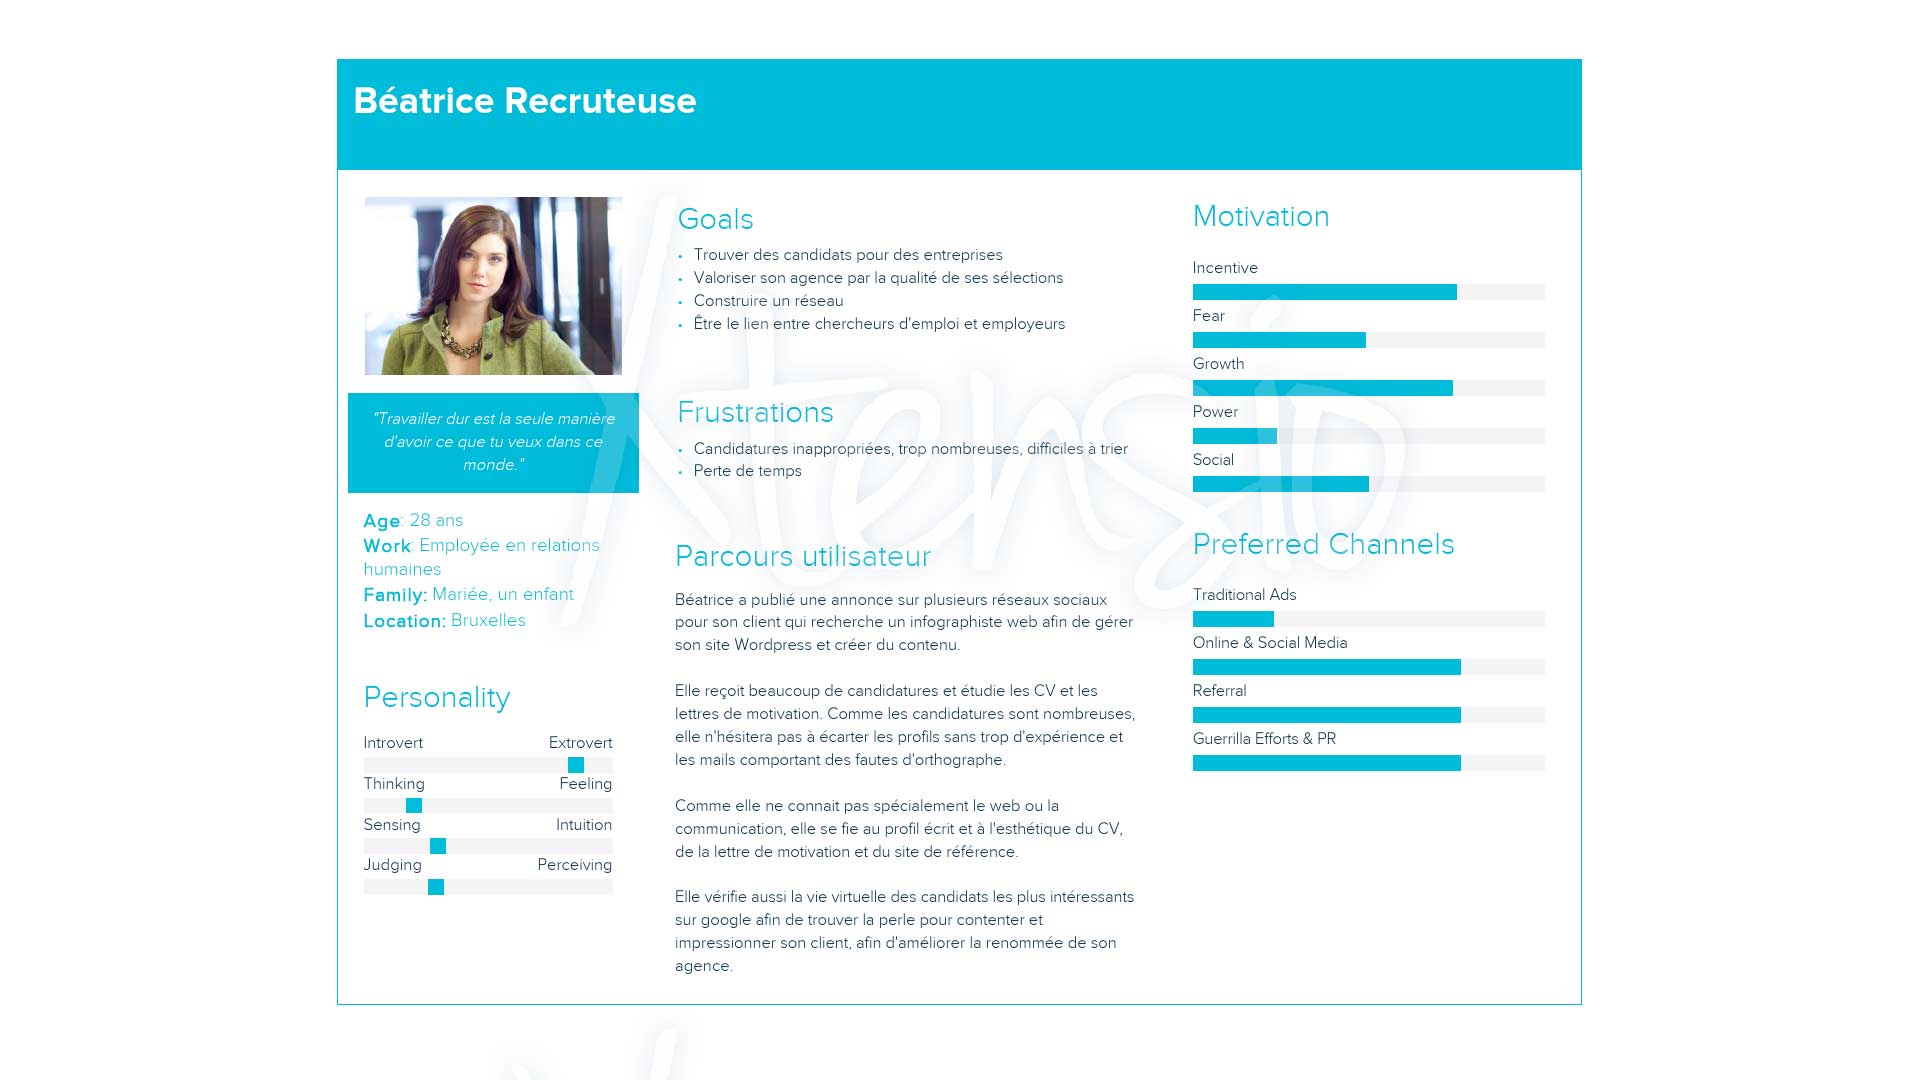 Béatrice Recruteuse
"Travailler dur est la seule manière
d'avoir ce que tu veux dans ce
monde."
Age: 28 ans
Work: Employée en relations
humaines
Family: Mariée, un enfant
Location: Bruxelles
Personality
Introvert Extrovert
Thinking Feeling
Sensing Intuition
Judging Perceiving
Goals
• Trouver des candidats pour des entreprises
• Valoriser son agence par la qualité de ses sélections
• Construire un réseau
• Être le lien entre chercheurs d'emploi et employeurs
Frustrations
• Candidatures inappropriées, trop nombreuses, difficiles à trier
• Perte de temps
Parcours utilisateur
Béatrice a publié une annonce sur plusieurs réseaux sociaux
pour son client qui recherche un infographiste web afin de gérer
son site Wordpress et créer du contenu.
Elle reçoit beaucoup de candidatures et étudie les CV et les
lettres de motivation. Comme les candidatures sont nombreuses,
elle n'hésitera pas à écarter les profils sans trop d'expérience et
les mails comportant des fautes d'orthographe.
Comme elle ne connait pas spécialement le web ou la
communication, elle se fie au profil écrit et à l'esthétique du CV,
de la lettre de motivation et du site de référence.
Elle vérifie aussi la vie virtuelle des candidats les plus intéressants
sur google afin de trouver la perle pour contenter et
impressionner son client, afin d'améliorer la renommée de son
agence.
Motivation
Incentive
Fear
Growth
Power
Social
Preferred Channels
Traditional Ads
Online & Social Media
Referral
Guerrilla Efforts & PR
Xtensio